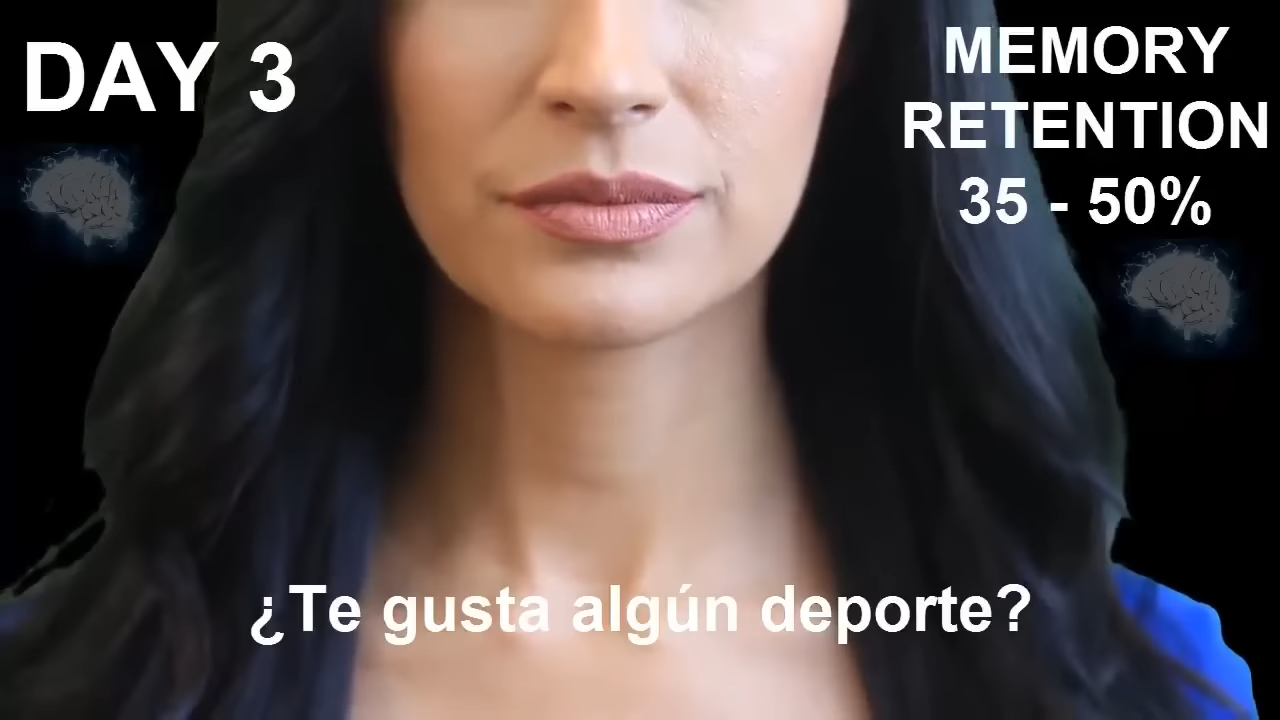 DAY 3
MEMORY
RETENTION
35 - 50%
¿Te gusta algún deporte?